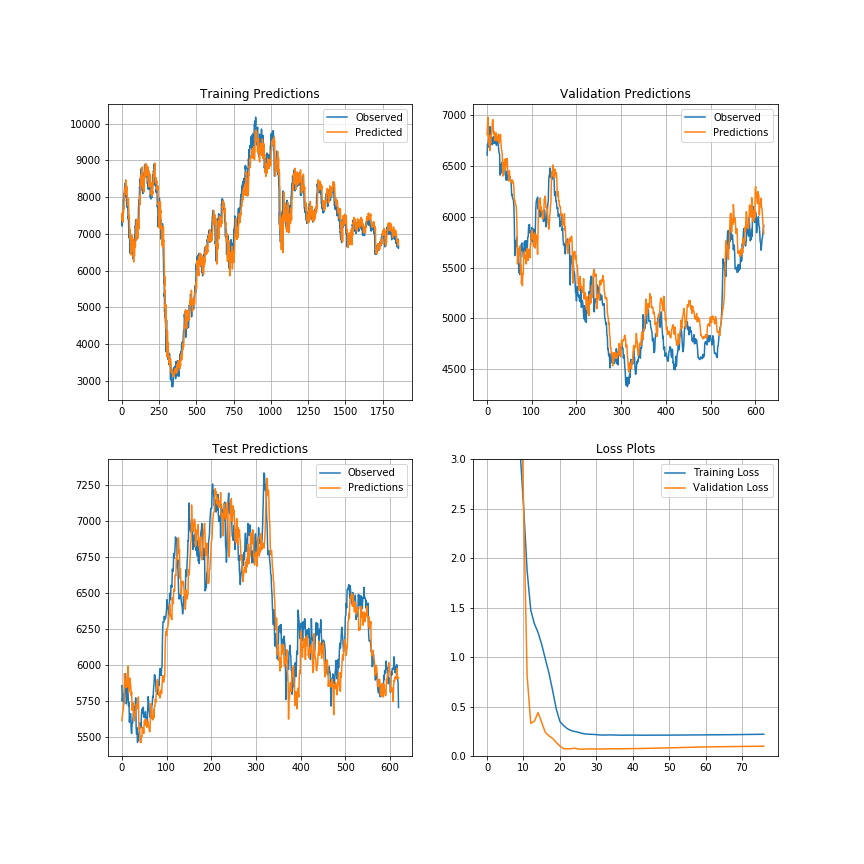 Training Predictions
Observed
Predicted
10000
9000
8000
7000
6000
5000
4000
3000
0 250 500 750 1000 1250 1500 1750
Validation Predictions
Observed
Predictions
7000
6500
6000
5500
5000
4500
0 100 200 300 400 500 600
Test Predictions
Observed
Predictions
7250
7000
6750
6500
6250
6000
5750
5500
0 100 200 300 400 500 600
Loss Plots
Training Loss
Validation Loss
3.0
2.5
2.0
1.5
1.0
0.5
0.0
0 10 20 30 40 50 60 70